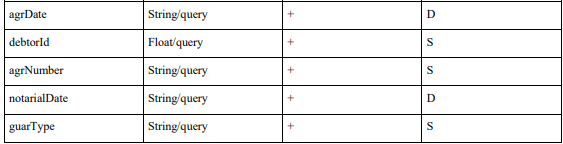 agrDate String/query + D
debtorId Float/query + S
agrNumber String/query + S
notarialDate String/query + D
guarType String/query + S